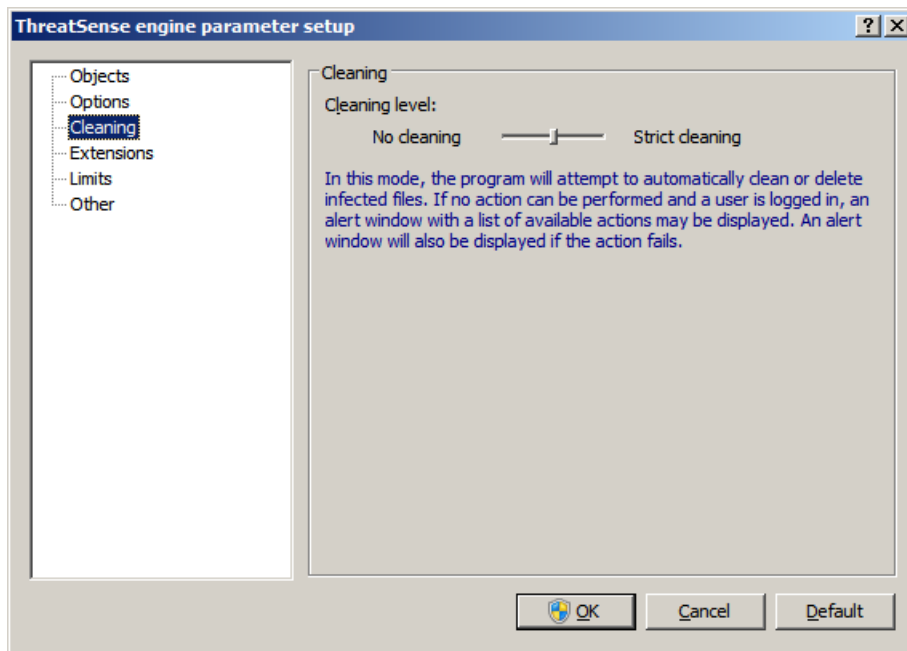 ThreatSense engine parameter setup
Objects
Options
Cleaning
Extensions
Limits
Other
Cleaning
Cleaning level:
No cleaning Strict cleaning
In this mode, the program will attempt to automatically clean or delete
infected files. If no action can be performed and a user is logged in, an
alert window with a list of available actions may be displayed. An alert
window will also be displayed if the action fails.
OK Cancel Default